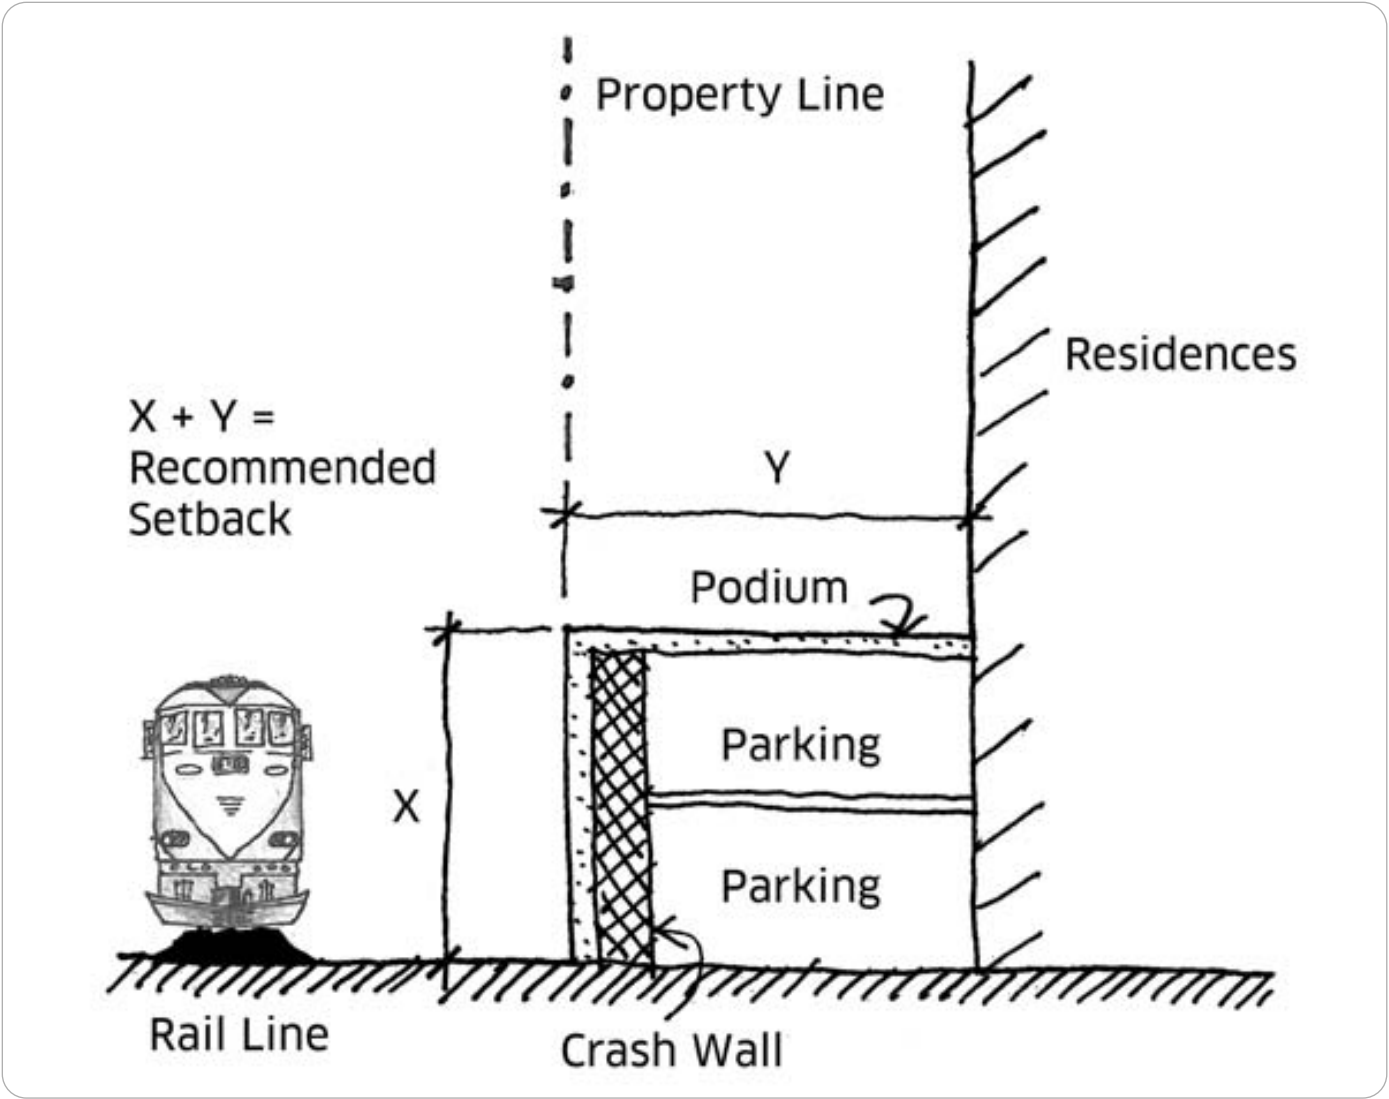 Property Line
Residences
X + Y =
Recommended
Setback
Y
Podium
Parking
X
Parking
Rail Line
Crash Wall